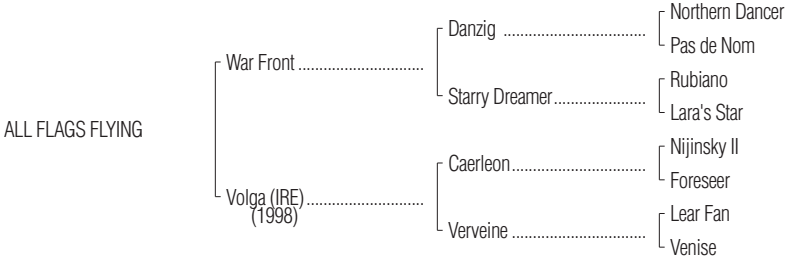 Northern Dancer
Danzig ..................................
Pas de Nom
War Front ..............................
Rubiano
Starry Dreamer......................
Lara's Star
ALL FLAGS FLYING
Nijinsky II
Caerleon................................
Foreseer
Volga (IRE) ............................
(1998)
Lear Fan
Verveine ................................
Venise